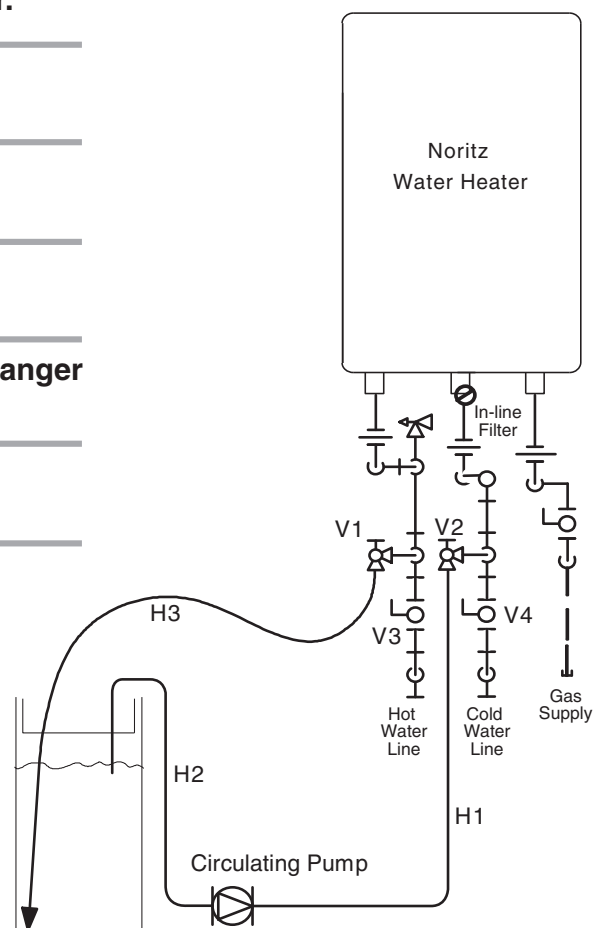 r.
anger
Noritz
Water Heater
In-line
Filter
V1
V2
H3
V3
V4
Hot
Water
Line
Cold
Water
Line
Gas
Supply
H2
H1
Circulating Pump